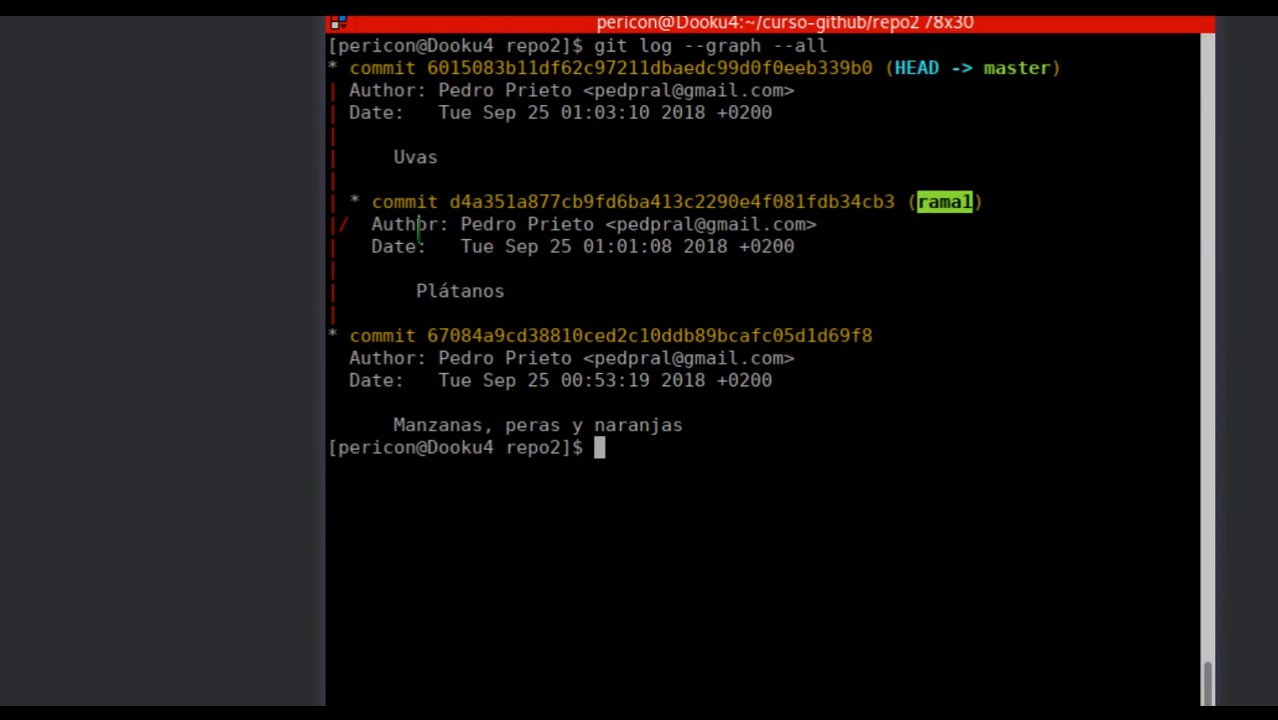 pericon@Dooku4:~/curso-github/repo2 78x30
[pericon@Dooku4 repo2]$ git log --graph --all
* commit 6015083b11df62c97211dbaedc99d0f0eeb339b0 (HEAD -> master)
| Author: Pedro Prieto <pedpral@gmail.com>
| Date:   Tue Sep 25 01:03:10 2018 +0200
|
|     Uvas
|
| * commit d4a351a877cb9fd6ba413c2290e4f081fdb34cb3 (rama1)
|/  Author: Pedro Prieto <pedpral@gmail.com>
|   Date:   Tue Sep 25 01:01:08 2018 +0200
|
|       Plátanos
|
* commit 67084a9cd38810ced2c10ddb89bcafc05d1d69f8
  Author: Pedro Prieto <pedpral@gmail.com>
  Date:   Tue Sep 25 00:53:19 2018 +0200
      Manzanas, peras y naranjas
[pericon@Dooku4 repo2]$